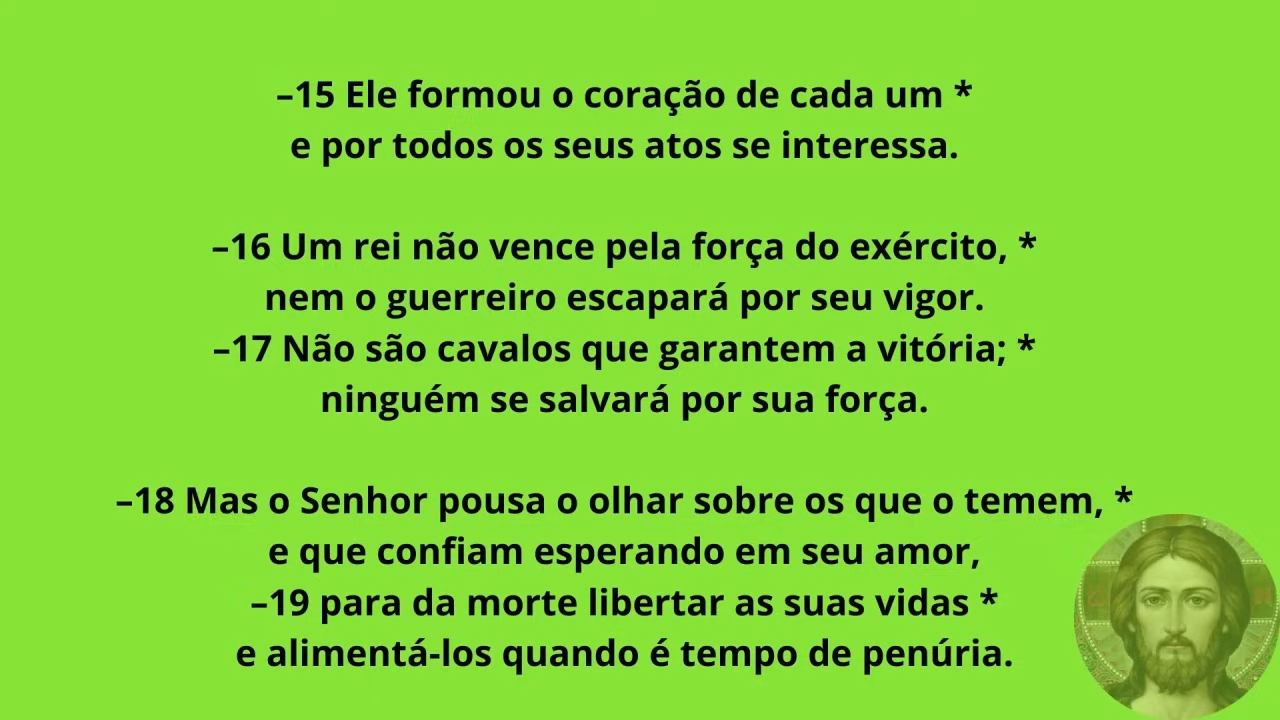 –15 Ele formou o coração de cada um *
e por todos os seus atos se interessa.
–16 Um rei não vence pela força do exército, *
nem o guerreiro escapará por seu vigor.
–17 Não são cavalos que garantem a vitória; *
ninguém se salvará por sua força.
–18 Mas o Senhor pousa o olhar sobre os que o temem, *
e que confiam esperando em seu amor,
–19 para da morte libertar as suas vidas *
e alimentá-los quando é tempo de penúria.